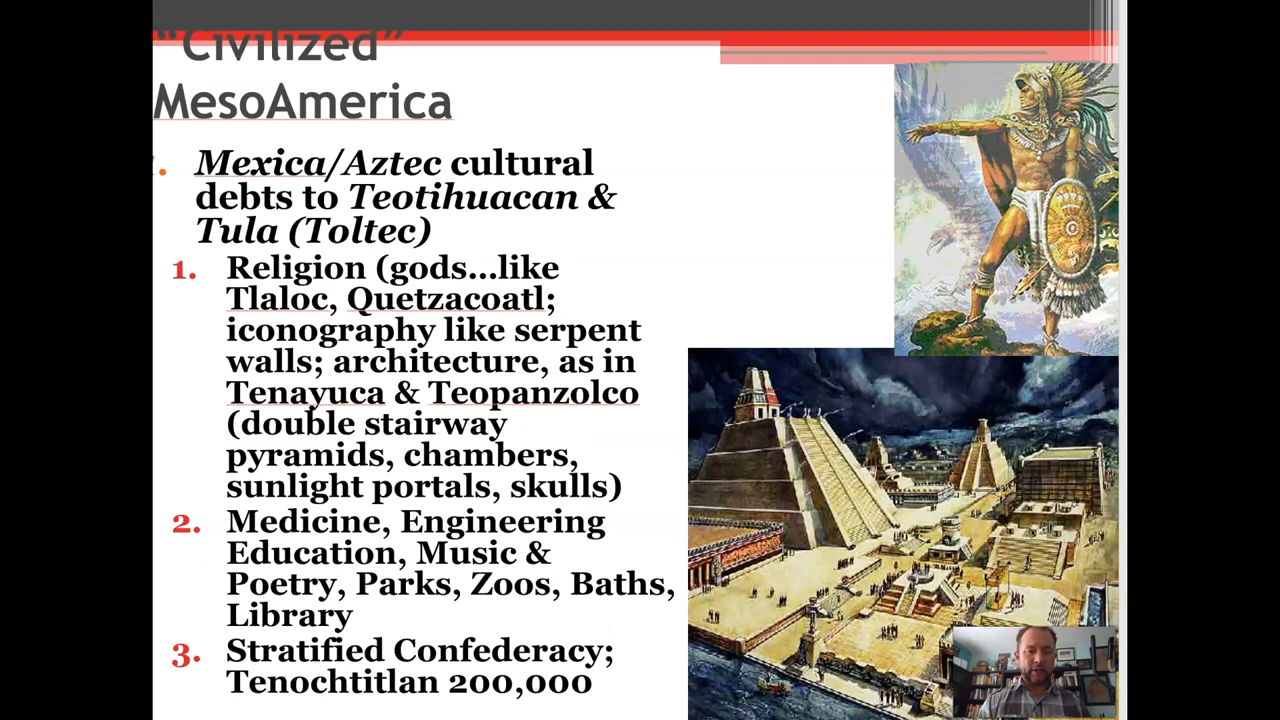 “Civilized”
MesoAmerica
. Mexica/Aztec cultural
debts to Teotihuacan &
Tula (Toltec)
1. Religion (gods...like
Tlaloc, Quetzacoatl;
iconography like serpent
walls; architecture, as in
Tenayuca & Teopanzolco
(double stairway
pyramids, chambers,
sunlight portals, skulls)
2. Medicine, Engineering
Education, Music &
Poetry, Parks, Zoos, Baths,
Library
3. Stratified Confederacy;
Tenochtitlan 200,000